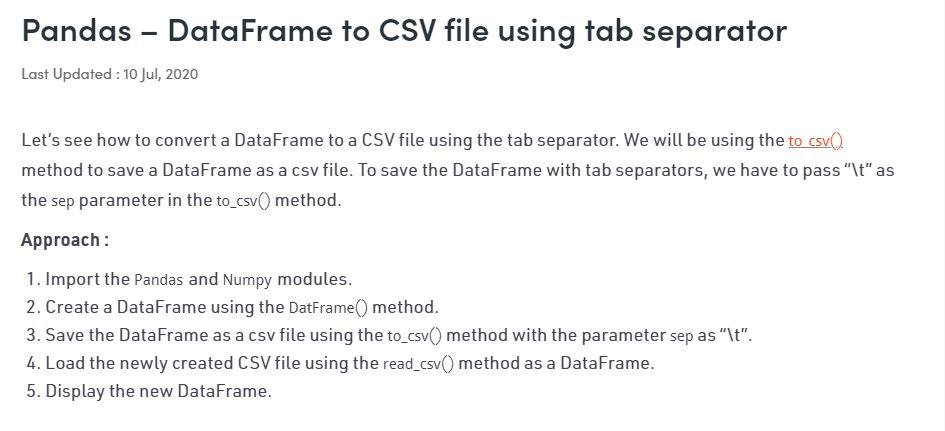 Pandas – DataFrame to CSV file using tab separator
Last Updated : 10 Jul, 2020
Let’s see how to convert a DataFrame to a CSV file using the tab separator. We will be using the to_csv()
method to save a DataFrame as a csv file. To save the DataFrame with tab separators, we have to pass “\t” as
the sep parameter in the to_csv() method.
Approach :
1. Import the Pandas and Numpy modules.
2. Create a DataFrame using the DatFrame() method.
3. Save the DataFrame as a csv file using the to_csv() method with the parameter sep as “\t”.
4. Load the newly created CSV file using the read_csv() method as a DataFrame.
5. Display the new DataFrame.